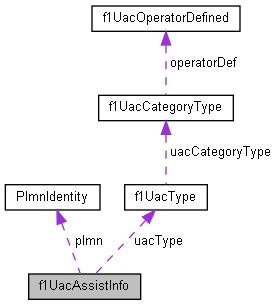 f1UacOperatorDefined
operatorDef
f1UacCategoryType
uacCategoryType
PlmnIdentity
f1UacType
plmn
uacType
f1UacAssistInfo